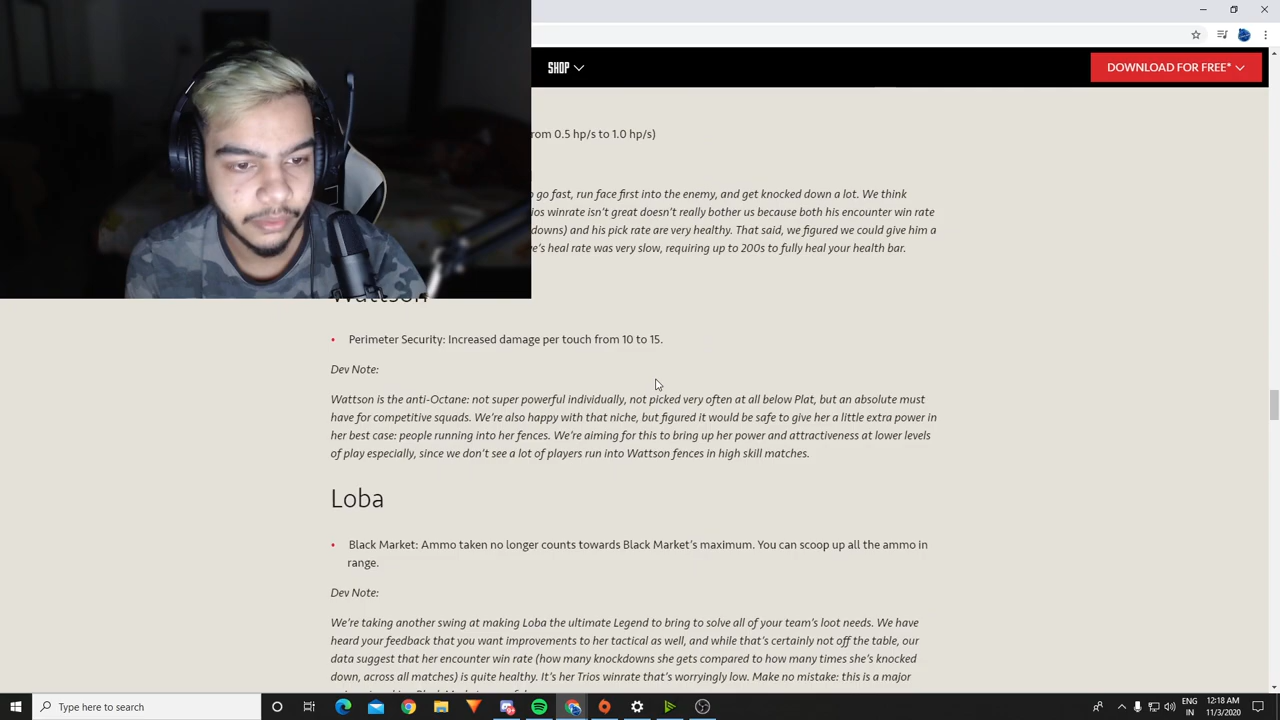 SHOP
DOWNLOAD FOR FREE*
rom 0.5 hp/s to 1.0 hp/s)
go fast, run face first into the enemy, and get knocked down a lot. We think
ios winrate isn't great doesn't really bother us because both his encounter win rate
downs) and his pick rate are very healthy. That said, we figured we could give him a
ve's heal rate was very slow, requiring up to 200s to fully heal your health bar.
Wattson
• Perimeter Security: Increased damage per touch from 10 to 15.
Dev Note:
Wattson is the anti-Octane: not super powerful individually, not picked very often at all below Plat, but an absolute must
have for competitive squads. We're also happy with that niche, but figured it would be safe to give her a little extra power in
her best case: people running into her fences. We're aiming for this to bring up her power and attractiveness at lower levels
of play especially, since we don't see a lot of players run into Wattson fences in high skill matches.
Loba
• Black Market: Ammo taken no longer counts towards Black Market's maximum. You can scoop up all the ammo in
range.
Dev Note:
We're taking another swing at making Loba the ultimate Legend to bring to solve all of your team's loot needs. We have
heard your feedback that you want improvements to her tactical as well, and while that's certainly not off the table, our
data suggest that her encounter win rate (how many knockdowns she gets compared to how many times she's knocked
down, across all matches) is quite healthy. It's her Trios winrate that's worryingly low. Make no mistake: this is a major
Type here to search
ENG
IN
12:18 AM
11/3/2020